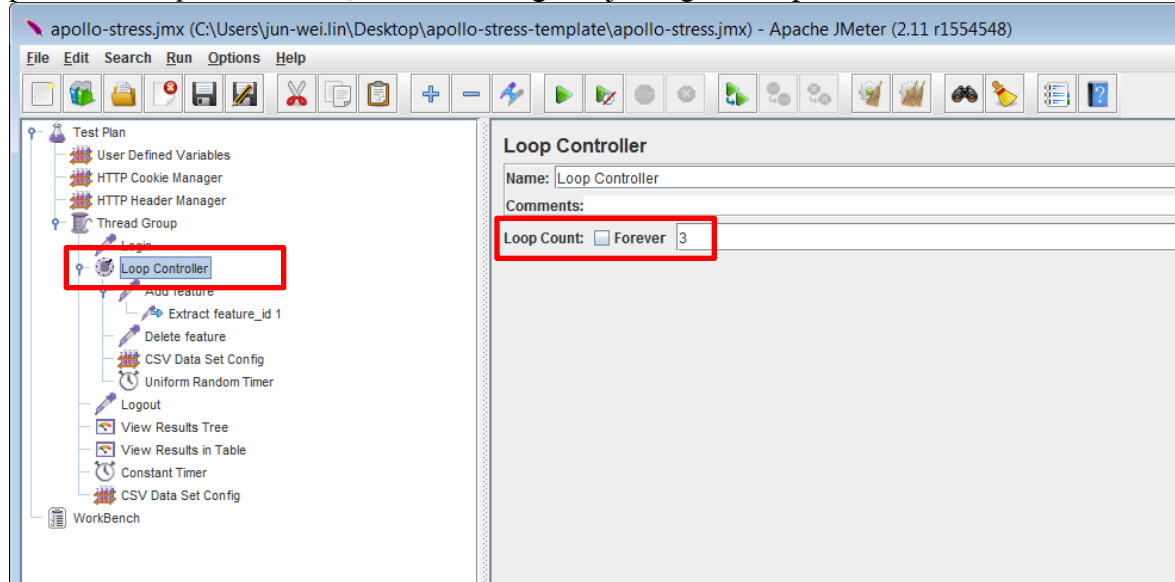 apollo-stress.jmx (C:\Users\jun-wei.lin\Desktop\apollo-stress-template\apollo-stress.jmx) - Apache JMeter (2.11 r1554548)
File Edit Search Run Options Help
Test Plan
User Defined Variables
HTTP Cookie Manager
HTTP Header Manager
Thread Group
Login
Loop Controller
Add feature
Extract feature_id 1
Delete feature
CSV Data Set Config
Uniform Random Timer
Logout
View Results Tree
View Results in Table
Constant Timer
CSV Data Set Config
WorkBench
Loop Controller
Name: Loop Controller
Comments:
Loop Count: Forever 3